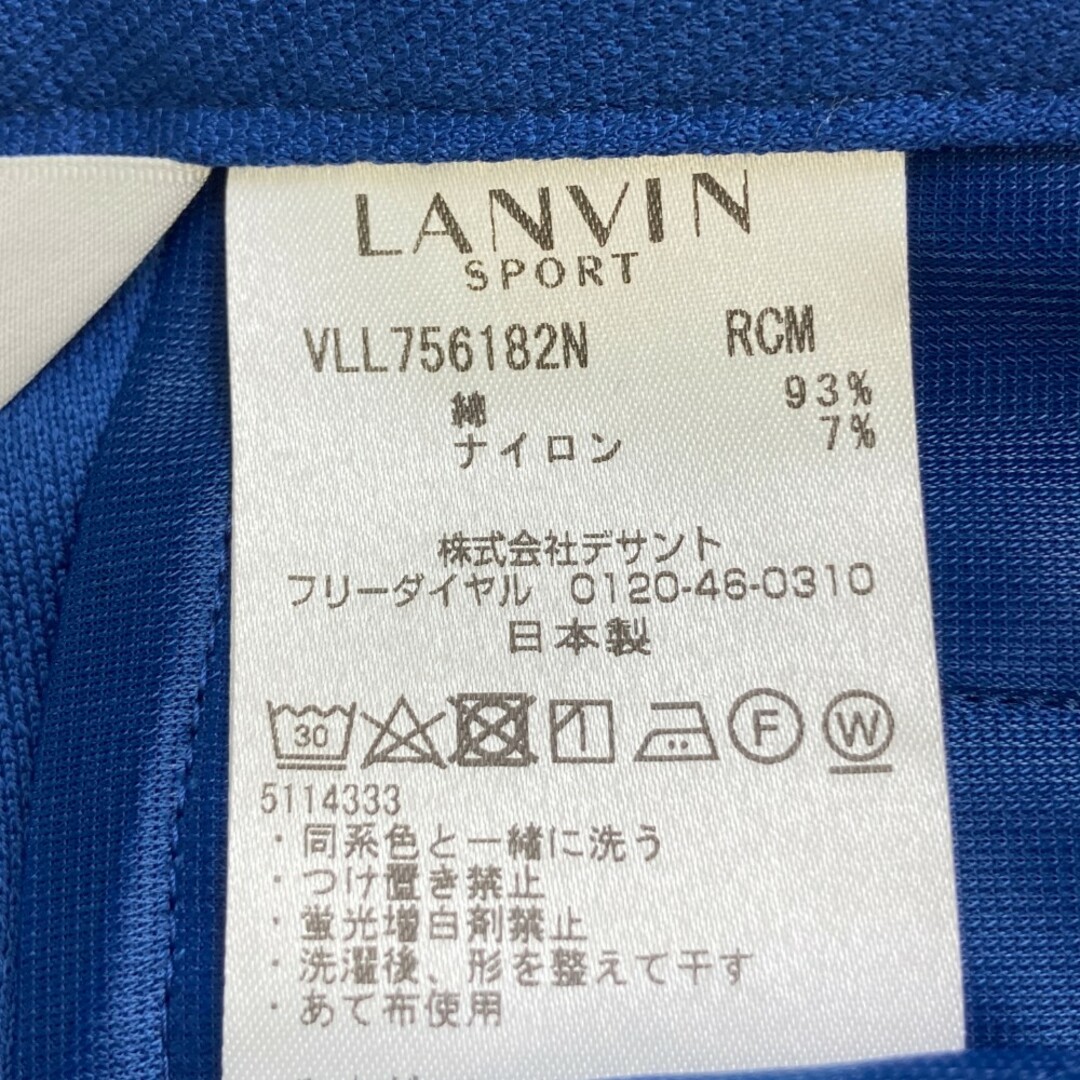 LANVIN
SPORT
VLL756182N RCM
綿 93%
ナイロン 7%
株式会社デサント
フリーダイヤル 0120-46-0310
日本製
30 F W
5114333
・同系色と一緒に洗う
・つけ置き禁止
・蛍光増白剤禁止
・洗濯後、形を整えて干す
・あて布使用